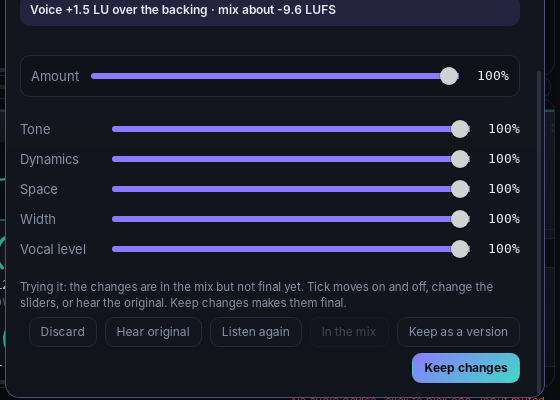 Voice +1.5 LU over the backing · mix about -9.6 LUFS
Amount 100%
Tone 100%
Dynamics 100%
Space 100%
Width 100%
Vocal level 100%
Trying it: the changes are in the mix but not final yet. Tick moves on and off, change the
sliders, or hear the original. Keep changes makes them final.
Discard Hear original Listen again In the mix Keep as a version
Keep changes